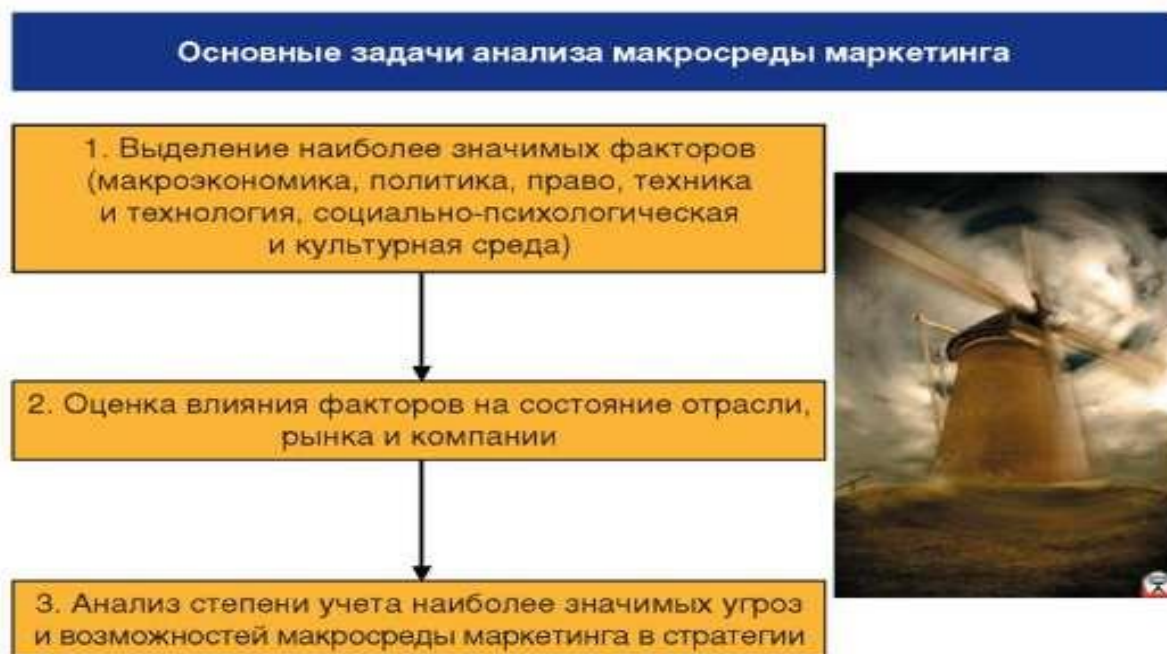 Основные задачи анализа макросреды маркетинга
1. Выделение наиболее значимых факторов
(макроэкономика, политика, право, техника
и технология, социально-психологическая
и культурная среда)
2. Оценка влияния факторов на состояние отрасли,
рынка и компании
3. Анализ степени учета наиболее значимых угроз
и возможностей макросреды маркетинга в стратегии